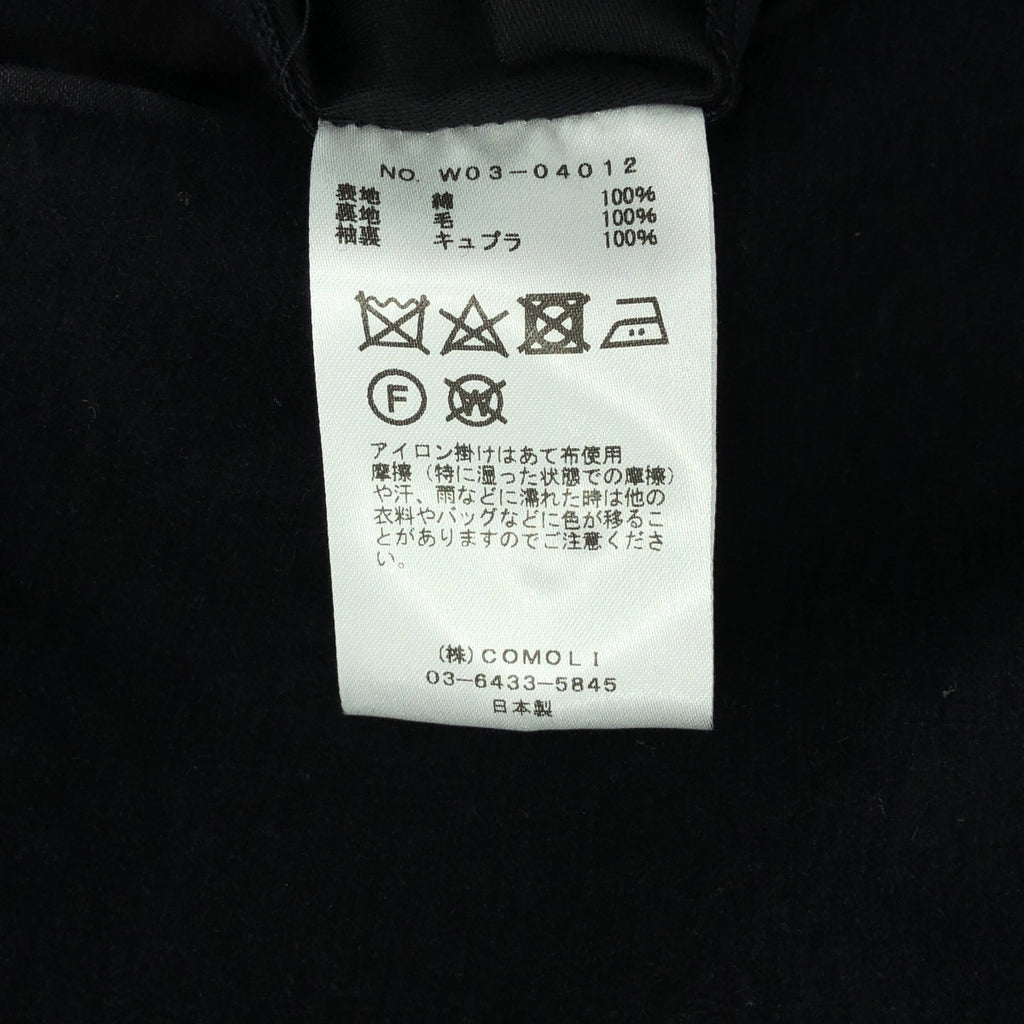 NO. W03-04012
表地 綿 100%
裏地 毛 100%
袖裏 キュプラ 100%
F
W
アイロン掛けはあて布使用
摩擦(特に湿った状態での摩擦)
や汗、雨などに濡れた時は他の
衣料やバッグなどに色が移るこ
とがありますのでご注意くださ
い。
(株)COMOLI
03-6433-5845
日本製